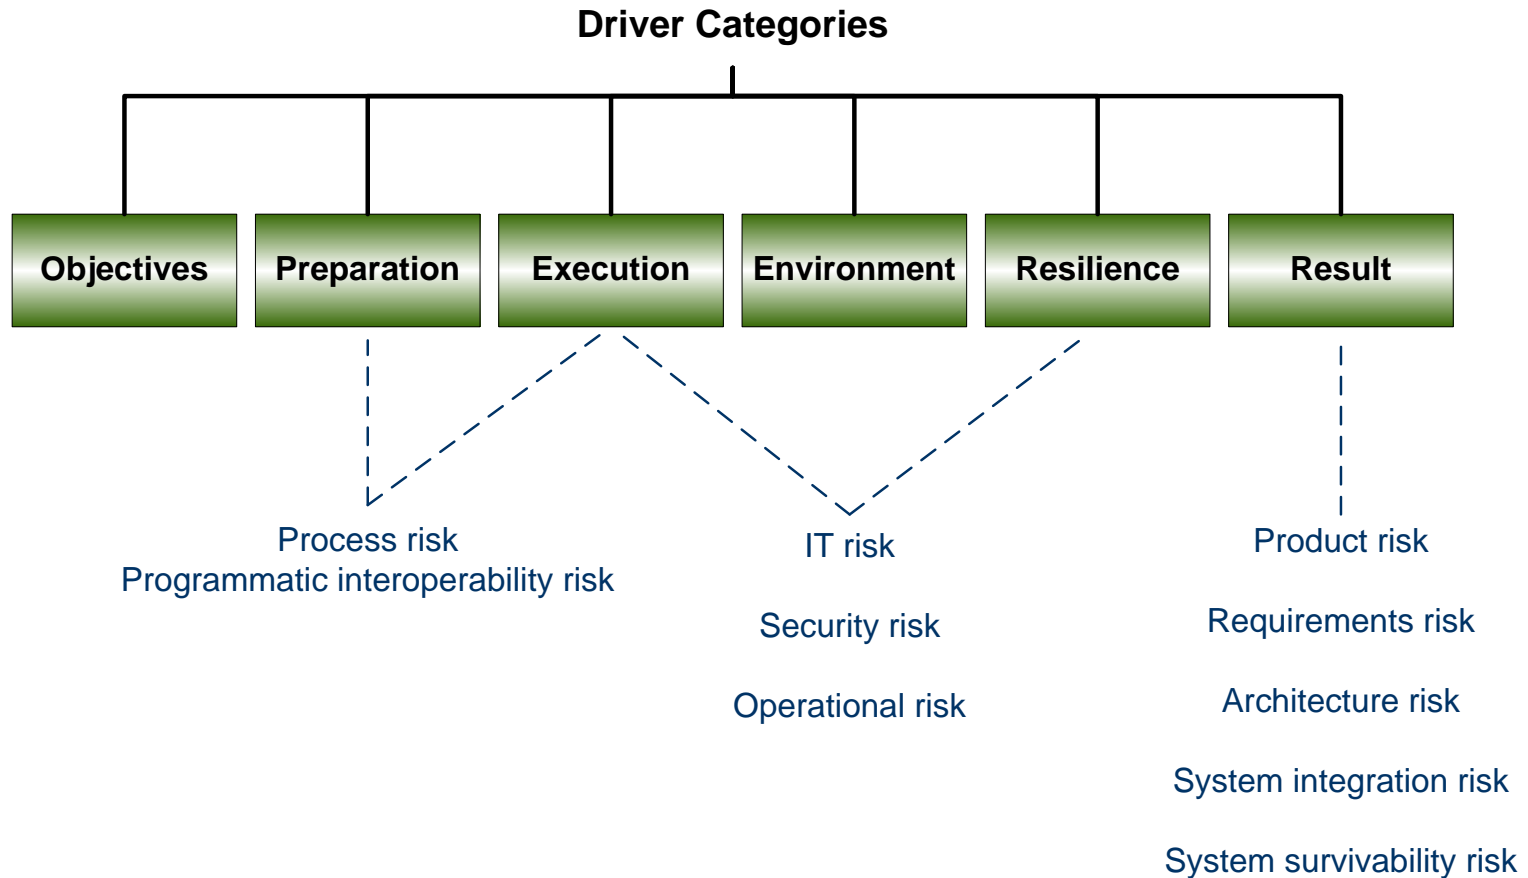 Driver Categories
Objectives
Preparation
Execution
Environment
Resilience
Result
Process risk
Programmatic interoperability risk
IT risk
Security risk
Operational risk
Product risk
Requirements risk
Architecture risk
System integration risk
System survivability risk